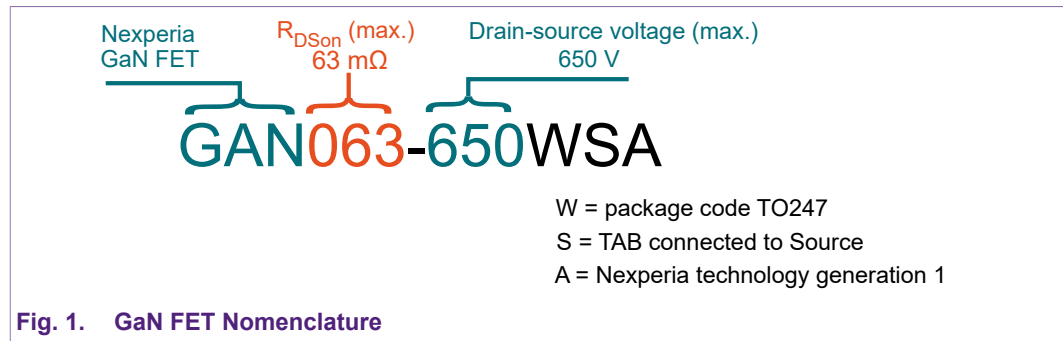 Nexperia
GaN FET
RDSon (max.)
63 mΩ
Drain-source voltage (max.)
650 V
GAN063-650WSA
W = package code TO247
S = TAB connected to Source
A = Nexperia technology generation 1
Fig. 1. GaN FET Nomenclature